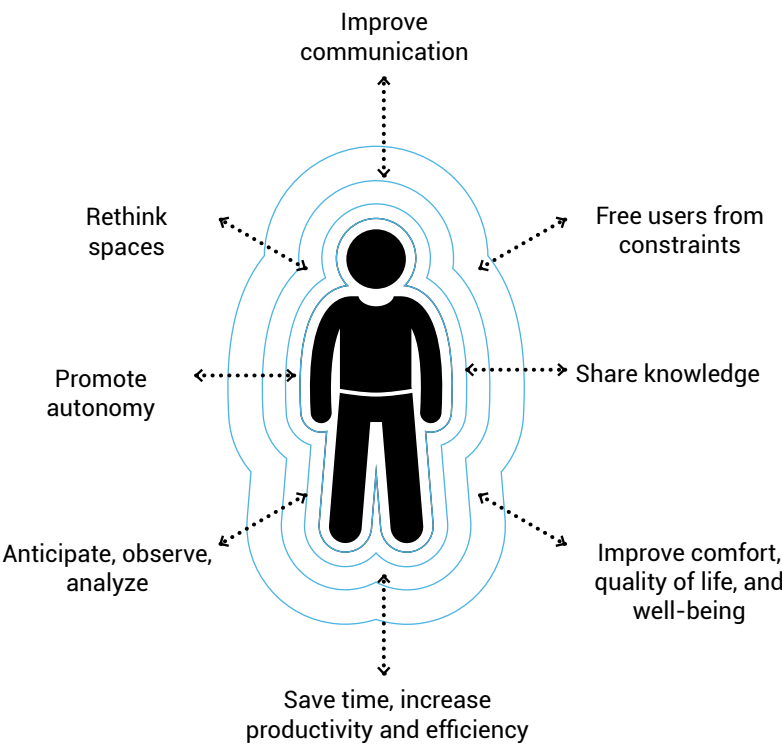 Improve
communication
Rethink
spaces
Free users from
constraints
Promote
autonomy
Share knowledge
Anticipate, observe,
analyze
Improve comfort,
quality of life, and
well-being
Save time, increase
productivity and efficiency